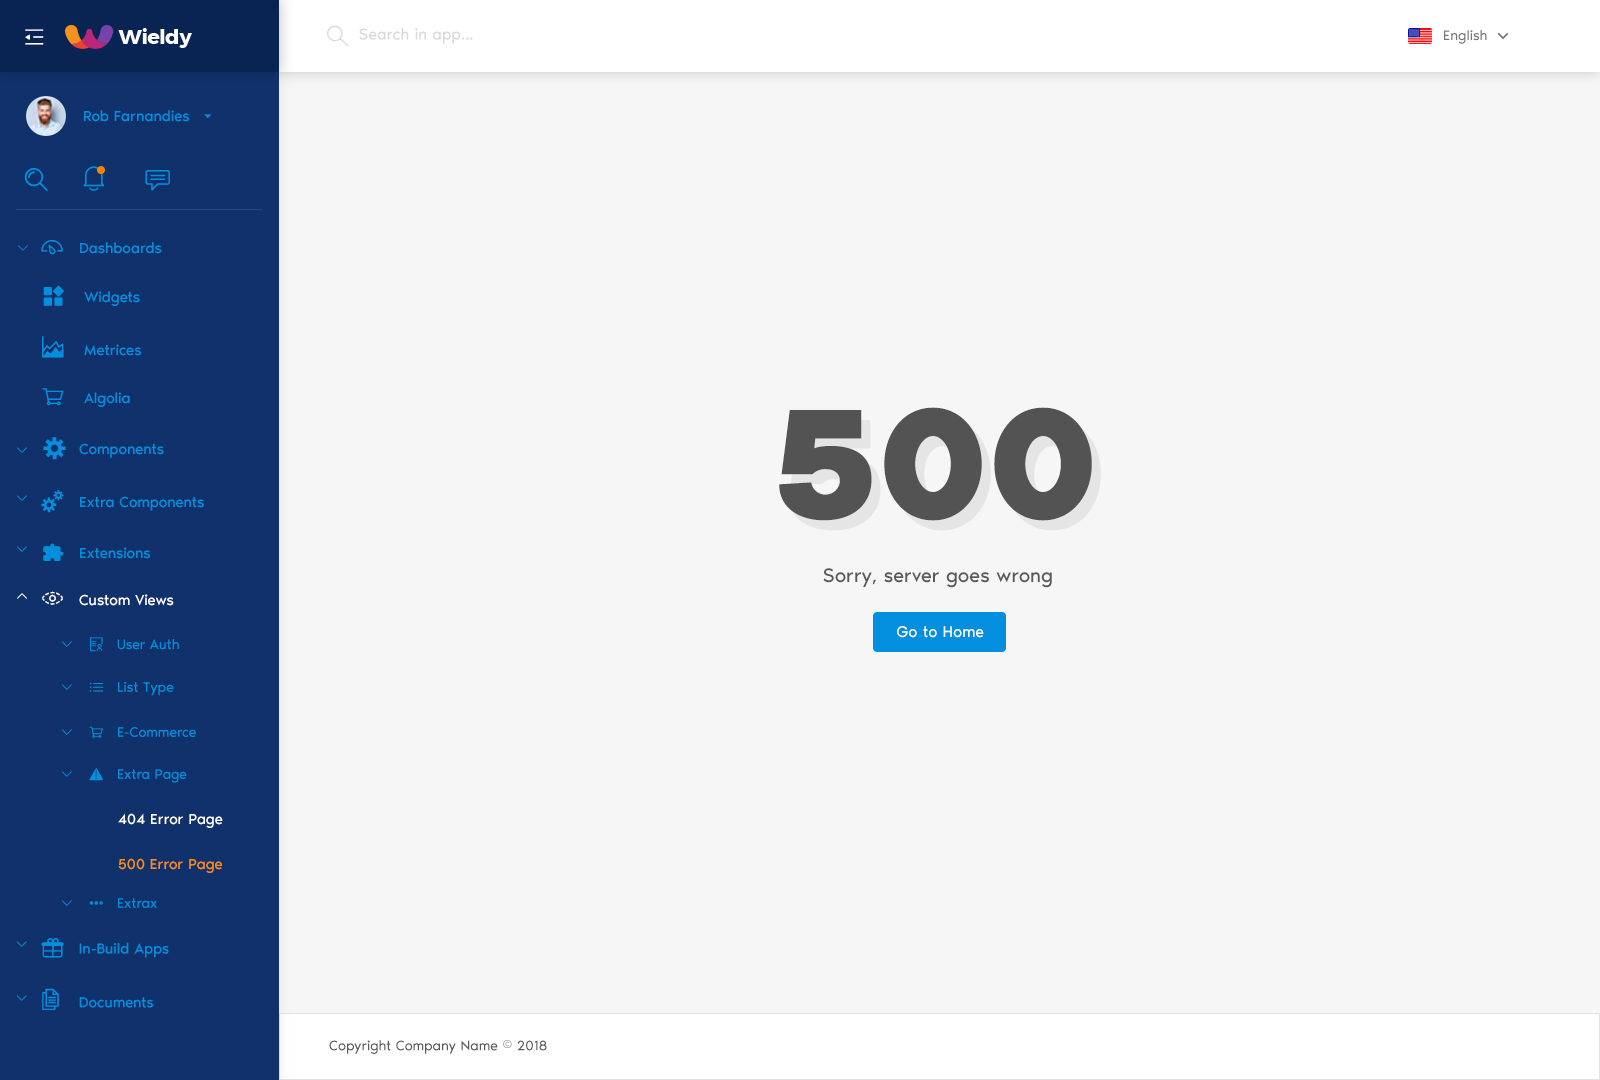 Wieldy
Search in app...
English
Rob Farnandies
Dashboards
Widgets
Metrices
Algolia
Components
Extra Components
Extensions
Custom Views
User Auth
List Type
E-Commerce
Extra Page
404 Error Page
500 Error Page
Extrax
In-Build Apps
Documents
500
Sorry, server goes wrong
Go to Home
Copyright Company Name © 2018